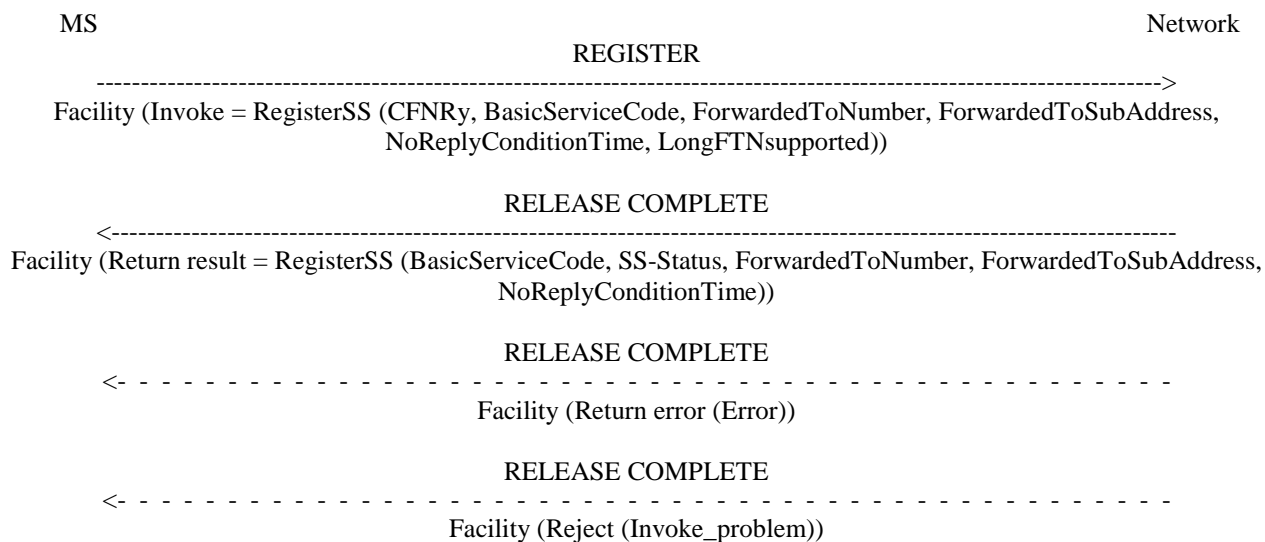 MS Network
REGISTER
------------------------------------------------------------------------------------------------------------------------>
Facility (Invoke = RegisterSS (CFNRy, BasicServiceCode, ForwardedToNumber, ForwardedToSubAddress,
NoReplyConditionTime, LongFTNsupported))
RELEASE COMPLETE
<------------------------------------------------------------------------------------------------------------------------
Facility (Return result = RegisterSS (BasicServiceCode, SS-Status, ForwardedToNumber, ForwardedToSubAddress,
NoReplyConditionTime))
RELEASE COMPLETE
<- - - - - - - - - - - - - - - - - - - - - - - - - - - - - - - - - - - - - - - - - - - - - - - - - - - - - - - - - -
Facility (Return error (Error))
RELEASE COMPLETE
<- - - - - - - - - - - - - - - - - - - - - - - - - - - - - - - - - - - - - - - - - - - - - - - - - - - - - - - - - -
Facility (Reject (Invoke_problem))